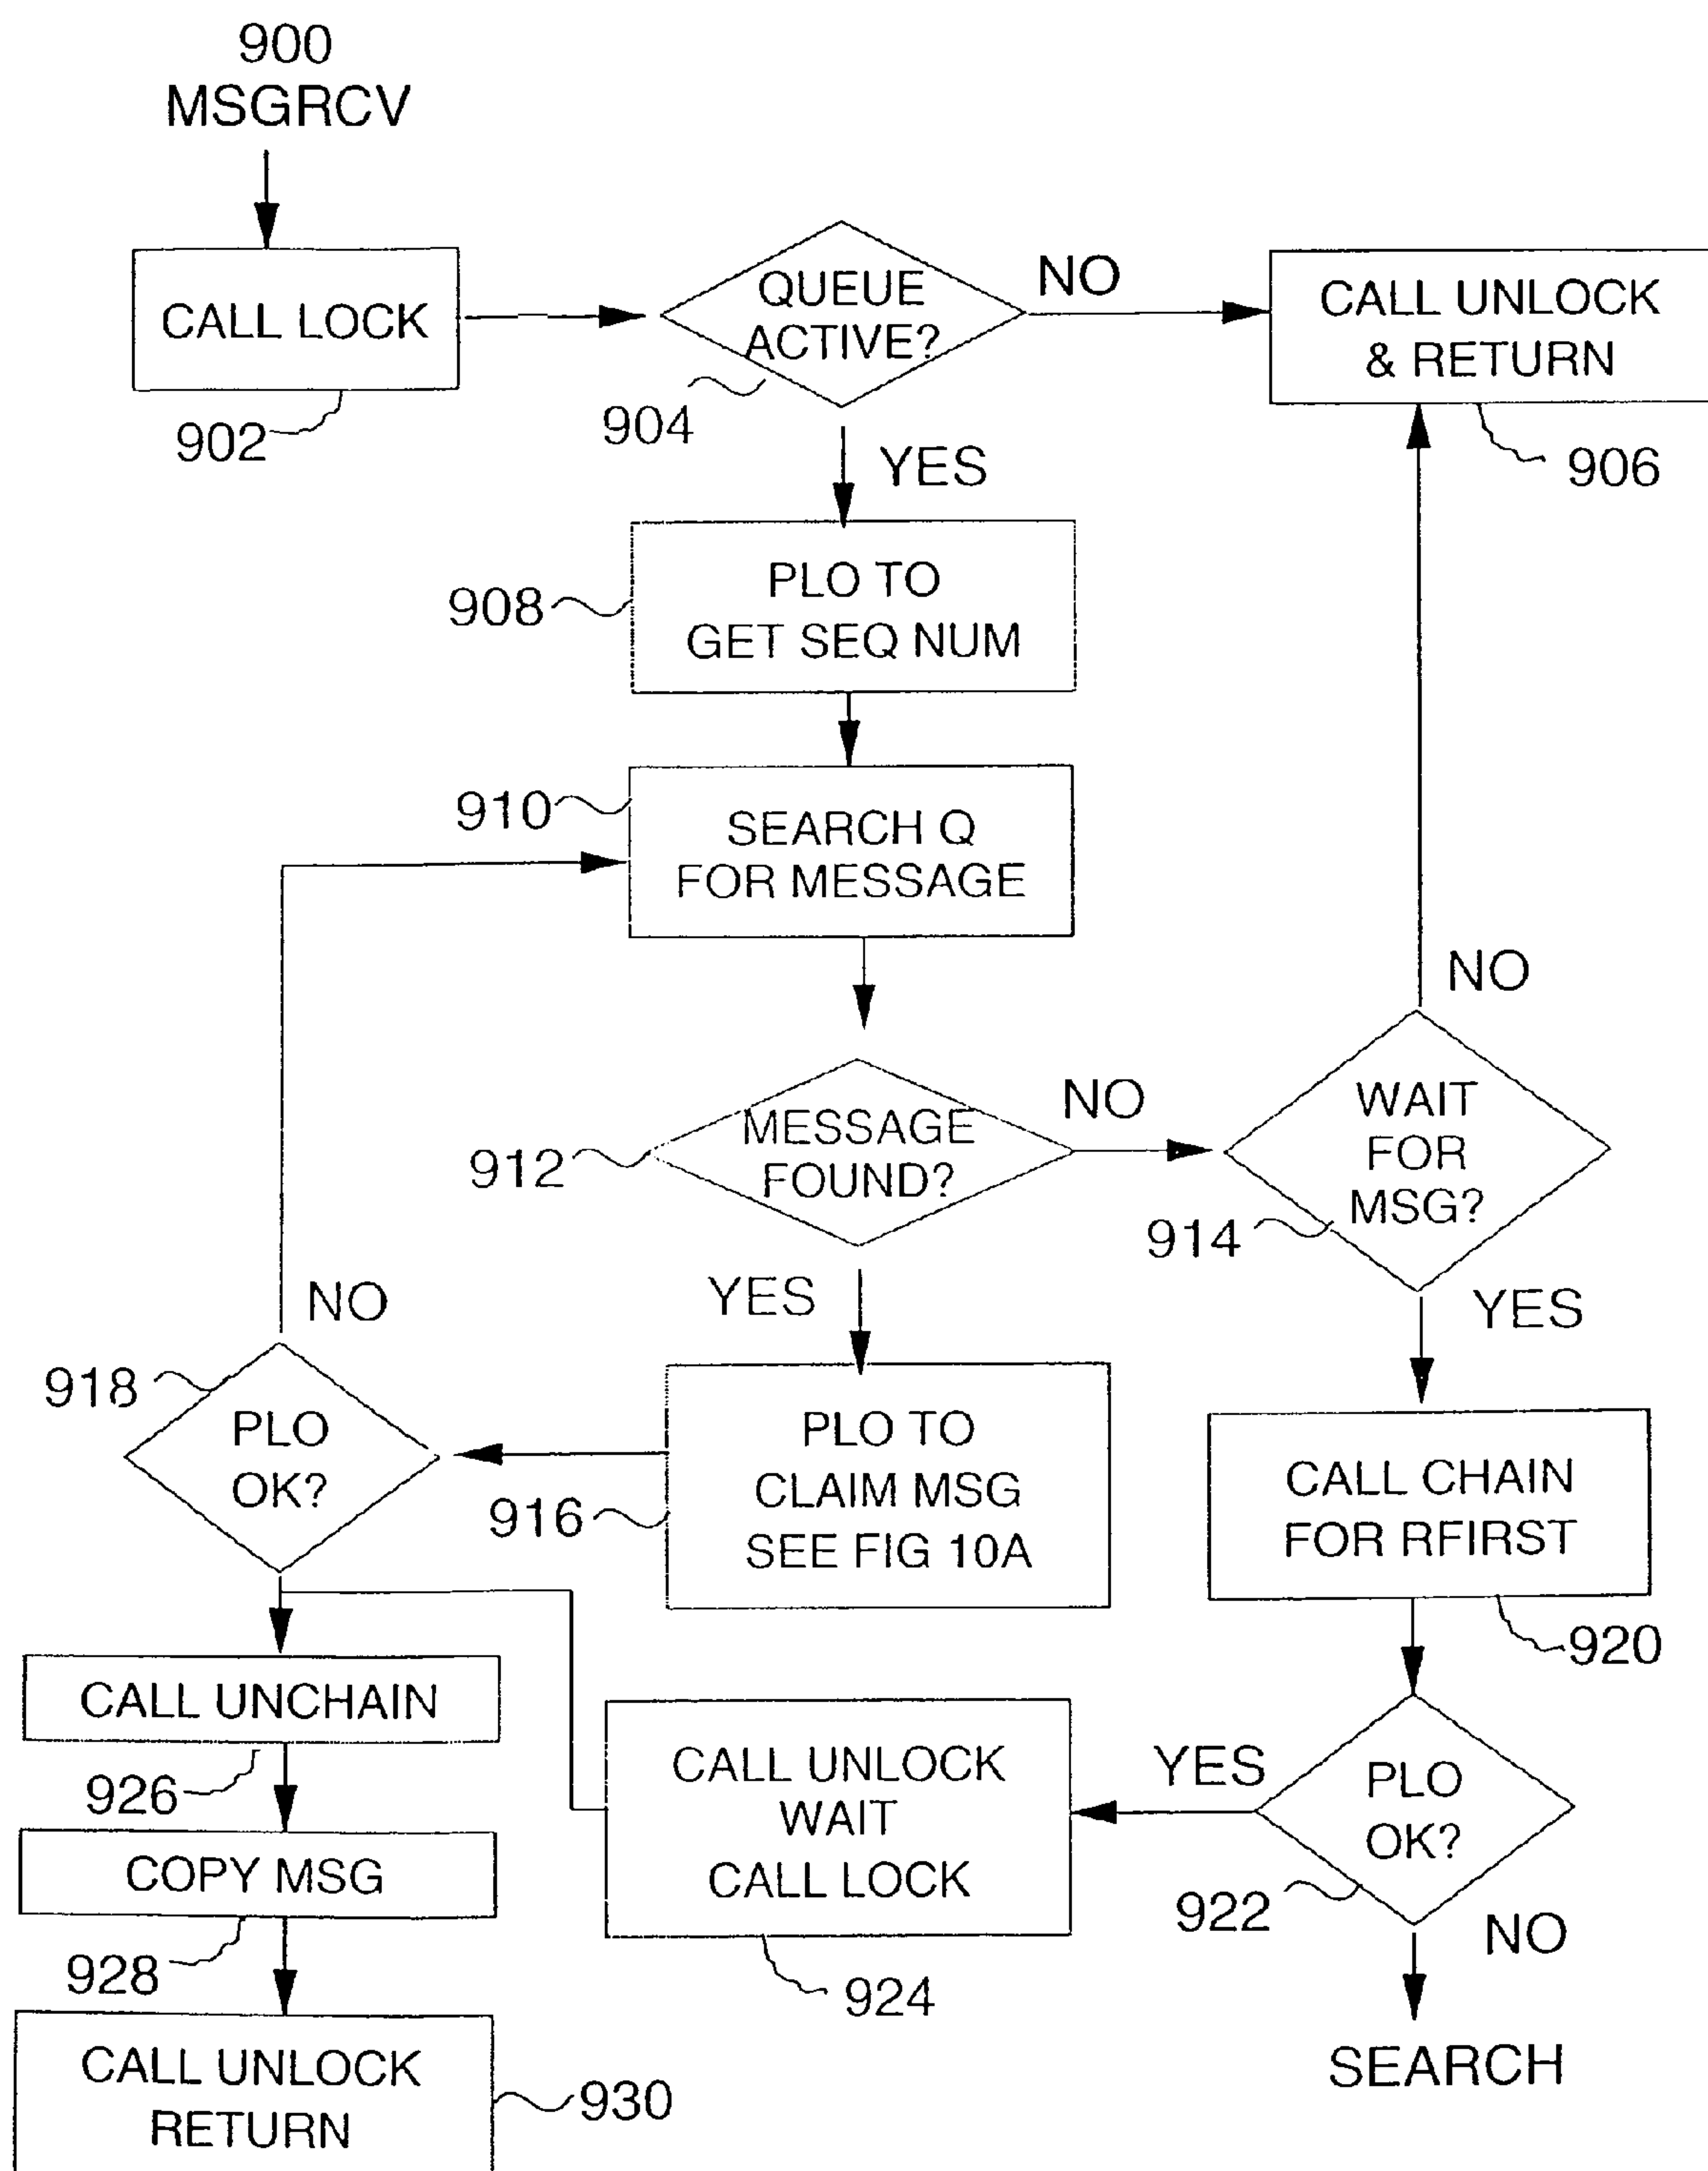 900
MSGRCV
CALL LOCK
902
QUEUE
ACTIVE?
904
NO
CALL UNLOCK
& RETURN
906
YES
PLO TO
GET SEQ NUM
908
SEARCH Q
FOR MESSAGE
910
MESSAGE
FOUND?
912
NO
WAIT
FOR
MSG?
914
NO
YES
YES
PLO TO
CLAIM MSG
SEE FIG 10A
916
PLO
OK?
918
NO
CALL CHAIN
FOR RFIRST
920
PLO
OK?
922
YES
NO
SEARCH
CALL UNLOCK
WAIT
CALL LOCK
924
CALL UNCHAIN
926
COPY MSG
928
CALL UNLOCK
RETURN
930